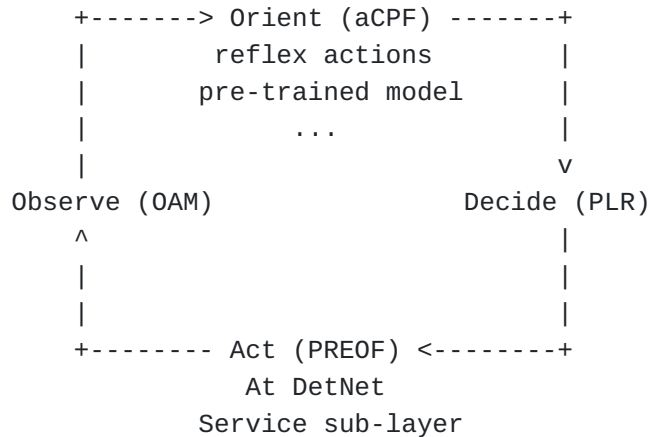 +-------> Orient (aCPF) -------+
|        reflex actions        |
|       pre-trained model      |
|             ...              |
|                              v
Observe (OAM)                Decide (PLR)
^                              |
|                              |
|                              |
+-------- Act (PREOF) <--------+
At DetNet
Service sub-layer